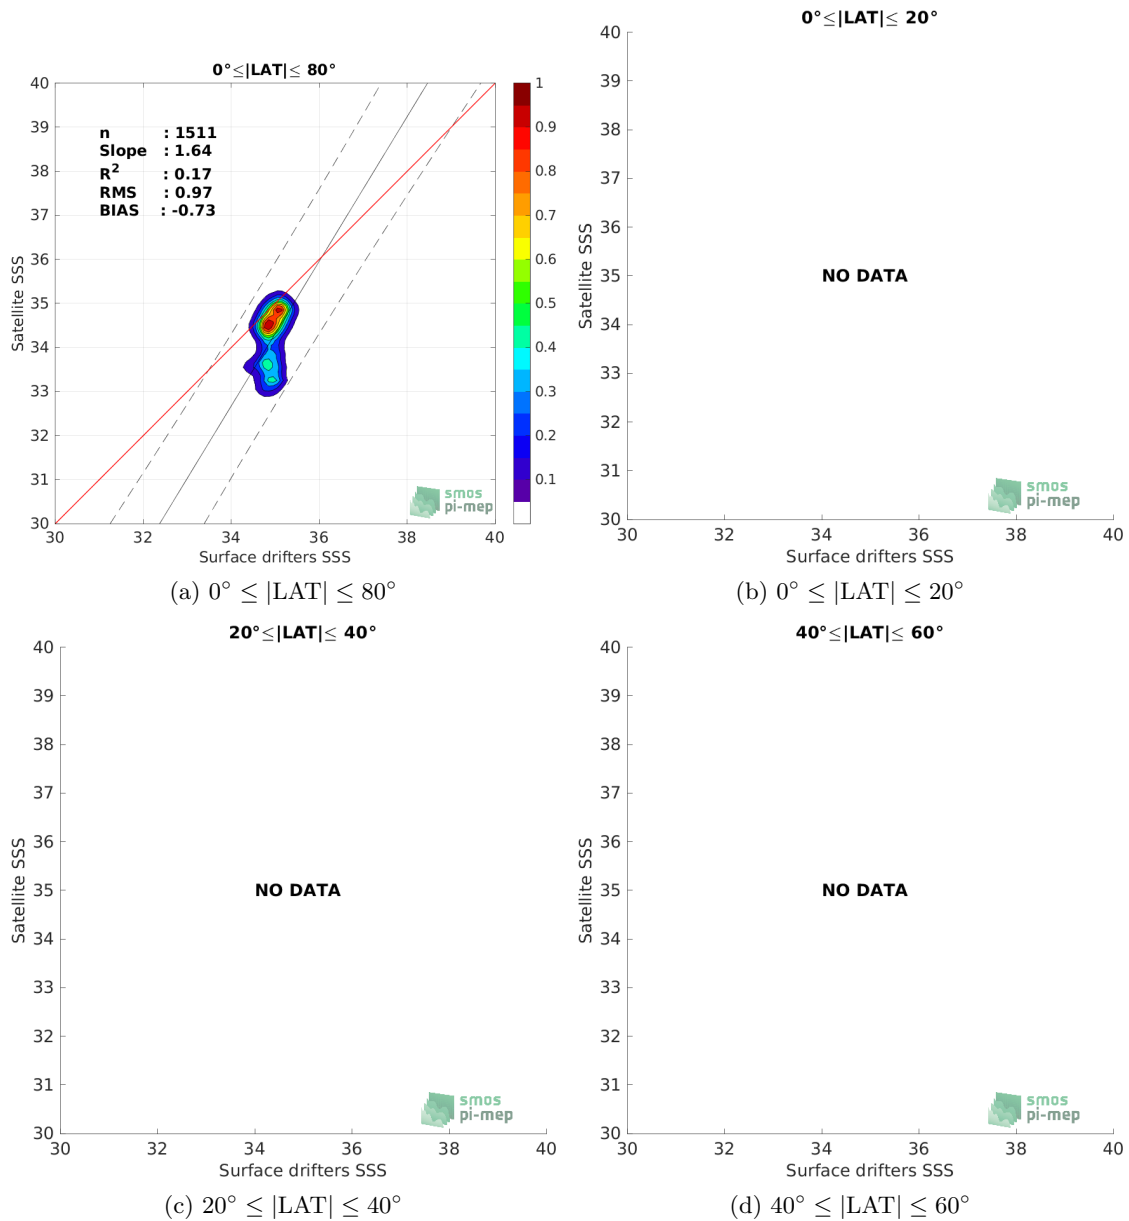 0°≤|LAT|≤ 80°
n : 1511
Slope : 1.64
R² : 0.17
RMS : 0.97
BIAS : -0.73
40
39
38
37
36
35
34
33
32
31
30
Satellite SSS
30 32 34 36 38 40
Surface drifters SSS
1
0.9
0.8
0.7
0.6
0.5
0.4
0.3
0.2
0.1
smos
pi-mep
(a) 0° ≤ |LAT| ≤ 80°
0°≤|LAT|≤ 20°
40
39
38
37
36
35
34
33
32
31
30
Satellite SSS
NO DATA
smos
pi-mep
30 32 34 36 38 40
Surface drifters SSS
(b) 0° ≤ |LAT| ≤ 20°
20°≤|LAT|≤ 40°
40
39
38
37
36
35
34
33
32
31
30
Satellite SSS
NO DATA
smos
pi-mep
30 32 34 36 38 40
Surface drifters SSS
(c) 20° ≤ |LAT| ≤ 40°
40°≤|LAT|≤ 60°
40
39
38
37
36
35
34
33
32
31
30
Satellite SSS
NO DATA
smos
pi-mep
30 32 34 36 38 40
Surface drifters SSS
(d) 40° ≤ |LAT| ≤ 60°